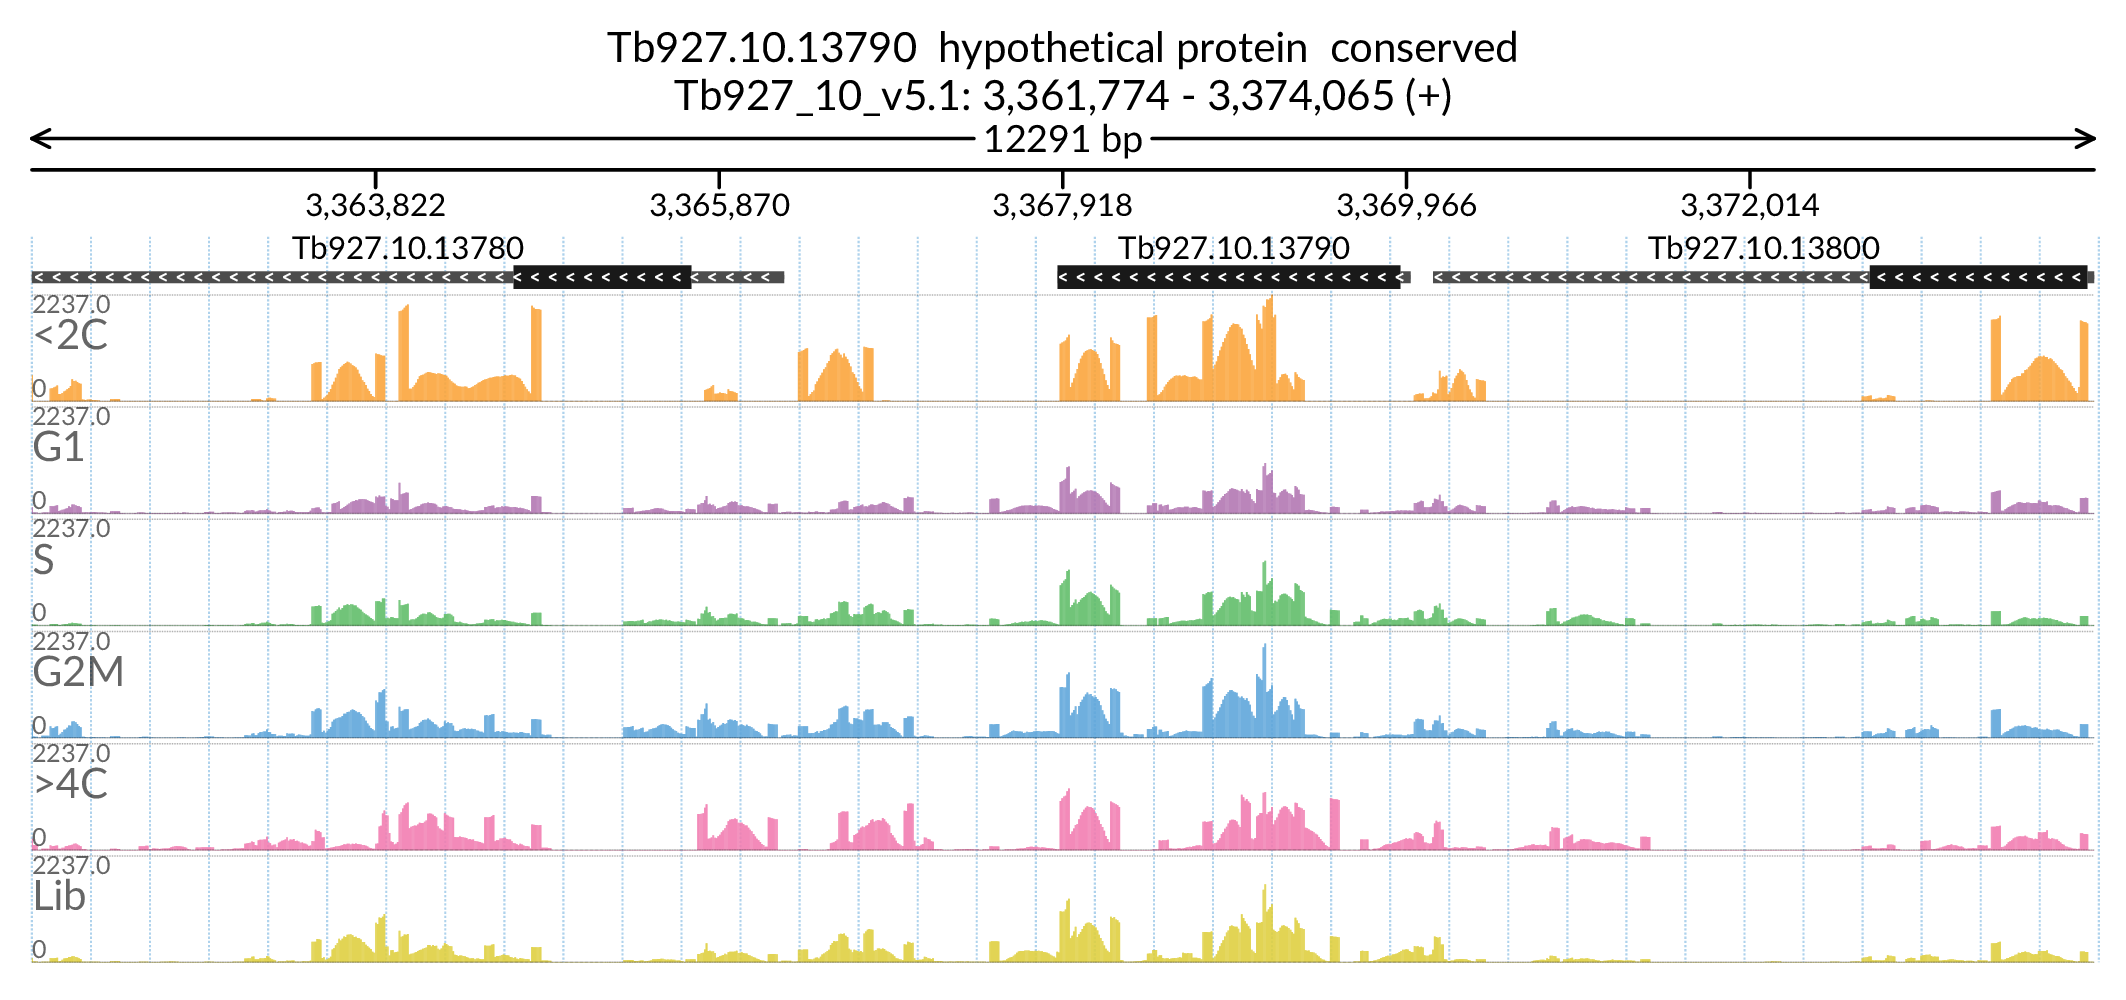 Tb927.10.13790  hypothetical protein  conserved
Tb927_10_v5.1: 3,361,774 - 3,374,065 (+)
12291 bp
3,363,822 3,365,870 3,367,918 3,369,966 3,372,014
Tb927.10.13780 Tb927.10.13790 Tb927.10.13800
2237.0
<2C
0
2237.0
G1
0
2237.0
S
0
2237.0
G2M
0
2237.0
>4C
0
2237.0
Lib
0